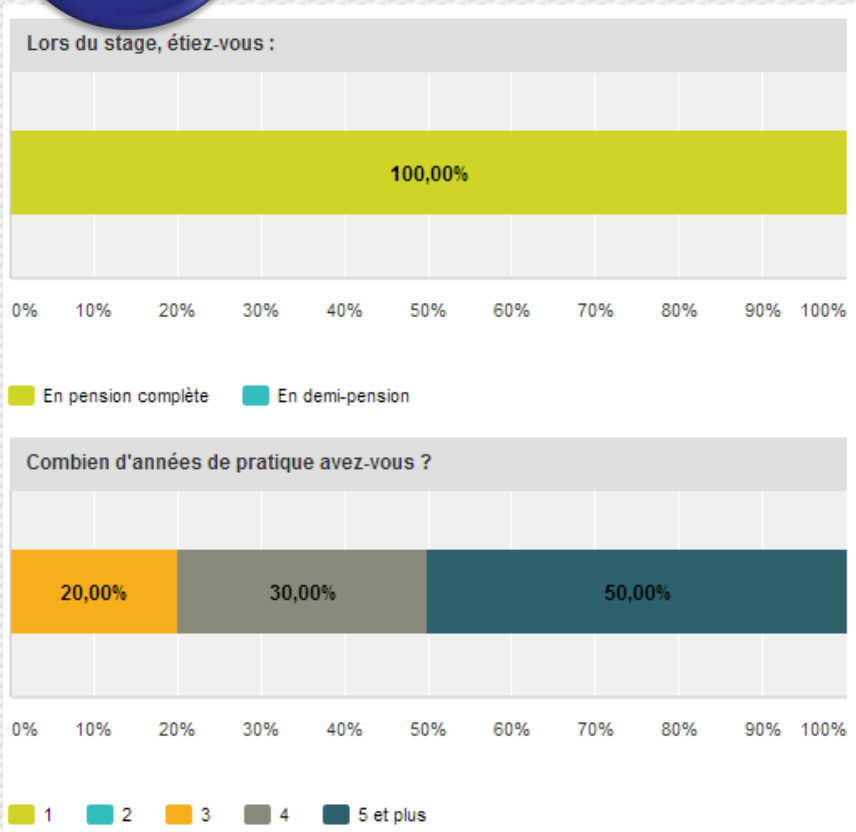 Lors du stage, étiez-vous :
100,00%
0% 10% 20% 30% 40% 50% 60% 70% 80% 90% 100%
En pension complète En demi-pension
Combien d'années de pratique avez-vous ?
20,00% 30,00% 50,00%
0% 10% 20% 30% 40% 50% 60% 70% 80% 90% 100%
1 2 3 4 5 et plus